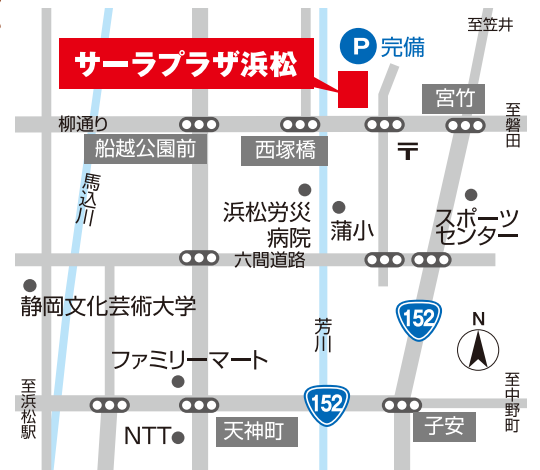 至笠井
P 完備
サーラプラザ浜松
宮竹
至磐田
柳通り
船越公園前
西塚橋
〒
馬込川
浜松労災
病院
蒲小
スポーツ
センター
六間道路
静岡文化芸術大学
152
芳川
N
ファミリーマート
至浜松駅
152
至中野町
天神町
子安
NTT